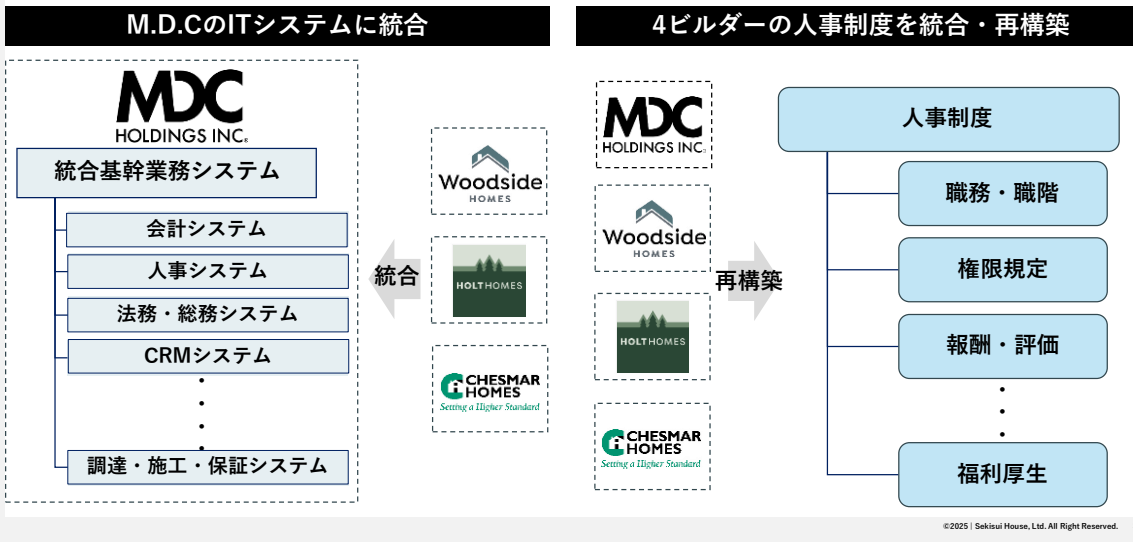 M.D.CのITシステムに統合
MDC
HOLDINGS INC.
統合基幹業務システム
会計システム
人事システム
法務・総務システム
CRMシステム
・
・
・
・
調達・施工・保証システム
統合
Woodside
HOMES
HOLTHOMES
CHESMAR
HOMES
Setting a Higher Standard
4ビルダーの人事制度を統合・再構築
MDC
HOLDINGS INC.
Woodside
HOMES
HOLTHOMES
CHESMAR
HOMES
Setting a Higher Standard
再構築
人事制度
職務・職階
権限規定
報酬・評価
・
・
・
福利厚生
©2025 | Sekisui House, Ltd. All Right Reserved.